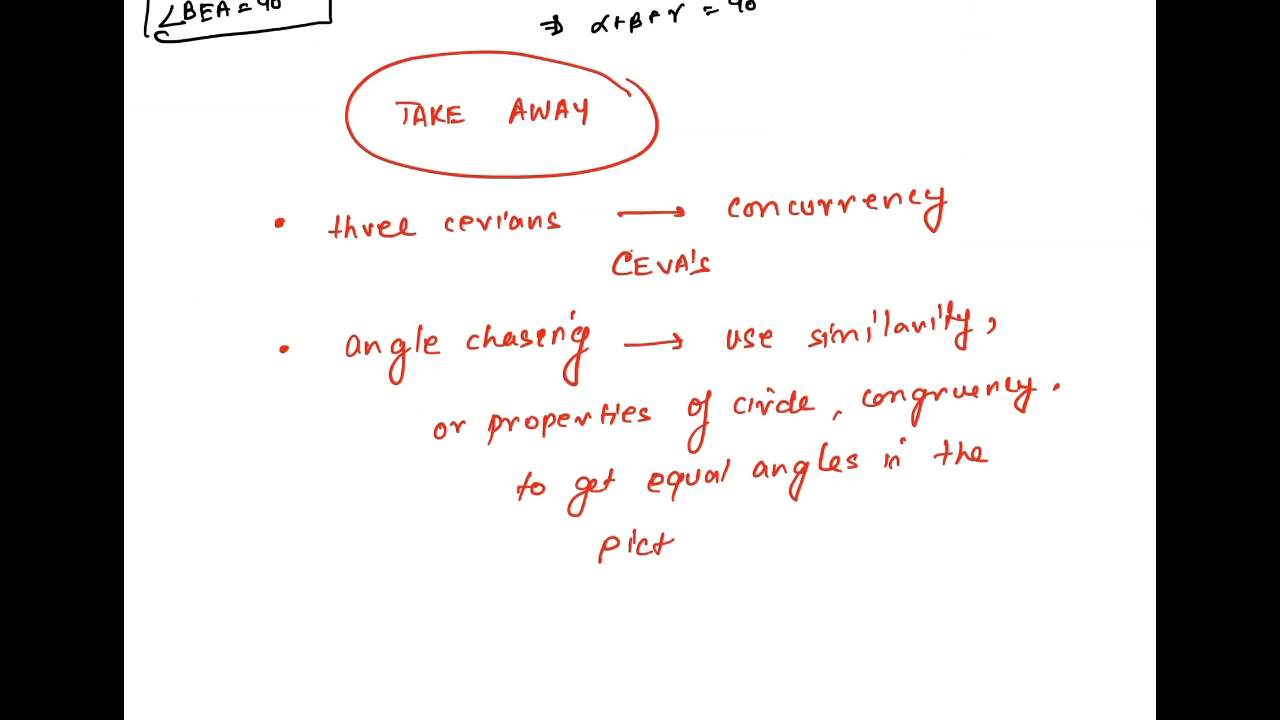 ∠BEA = 90
⇒ α+β+r = 90
TAKE AWAY
• three cevians ⟶ concurrency
CEVA's
• angle chasing ⟶ use similarity,
or properties of circle, congruency.
to get equal angles in the
pict